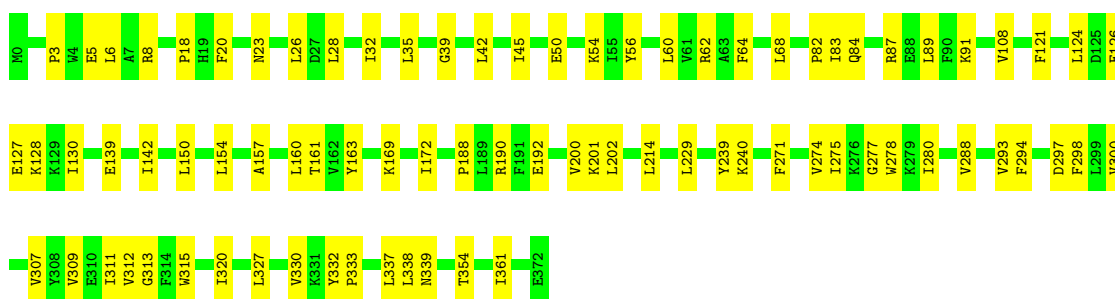 M0 P3 W4 E5 L6 A7 R8 P18 H19 F20 N23 L26 D27 L28 I32 L35 G39 L42 I45 E50 K54 I55 Y56 L60 V61 R62 A63 F64 L68 P82 I83 Q84 R87 E88 L89 F90 K91 V108 F121 L124 D125
E127 K128 K129 I130 E139 I142 L150 L154 A157 L160 T161 V162 Y163 K169 I172 P188 L189 R190 F191 E192 V200 K201 L202 L214 L229 Y239 K240 F271 V274 I275 K276 G277 W278 K279 I280 V288 V293 F294 D297 F298 L299
V307 Y308 V309 E310 I311 V312 G313 F314 W315 I320 L327 V330 K331 Y332 P333 L337 L338 N339 T354 I361 E372